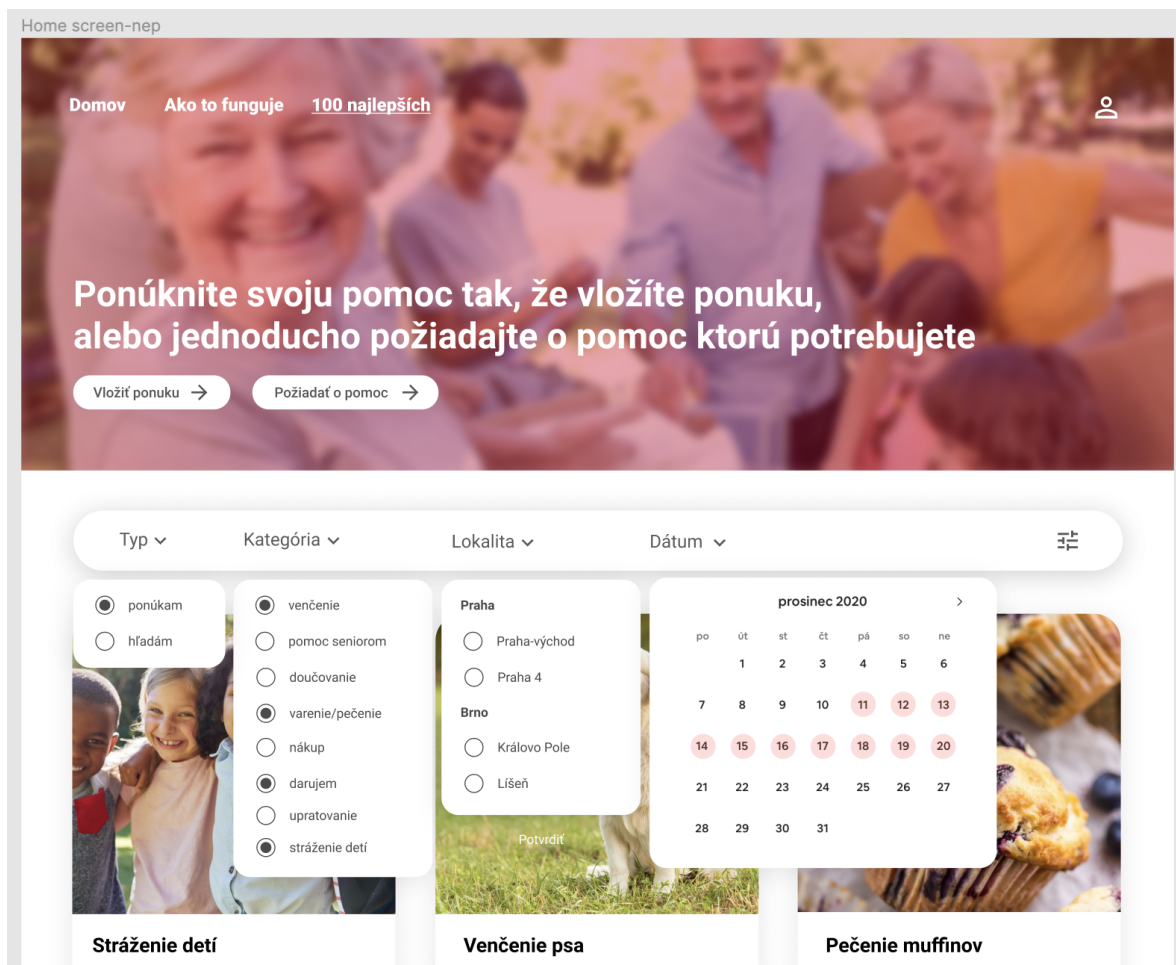 Home screen-nep
Domov
Ako to funguje
100 najlepších
Ponúknite svoju pomoc tak, že vložíte ponuku,
alebo jednoducho požiadajte o pomoc ktorú potrebujete
Vložiť ponuku
Požiadať o pomoc
Typ
Kategória
Lokalita
Dátum
ponúkam
hľadám
venčenie
pomoc seniorom
doučovanie
varenie/pečenie
nákup
darujem
upratovanie
stráženie detí
Praha
Praha-východ
Praha 4
Brno
Královo Pole
Líšeň
Potvrdiť
prosinec 2020
po út st čt pá so ne
1 2 3 4 5 6
7 8 9 10 11 12 13
14 15 16 17 18 19 20
21 22 23 24 25 26 27
28 29 30 31
Stráženie detí
Venčenie psa
Pečenie muffinov